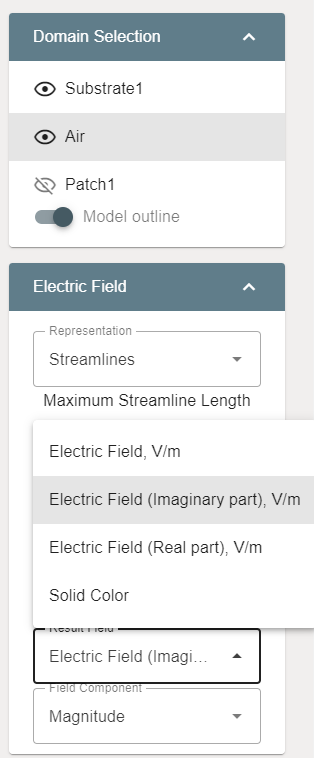 Domain Selection
Substrate1
Air
Patch1
Model outline
Electric Field
Representation
Streamlines
Maximum Streamline Length
Electric Field, V/m
Electric Field (Imaginary part), V/m
Electric Field (Real part), V/m
Solid Color
Result Field
Electric Field (Imagi...
Field Component
Magnitude